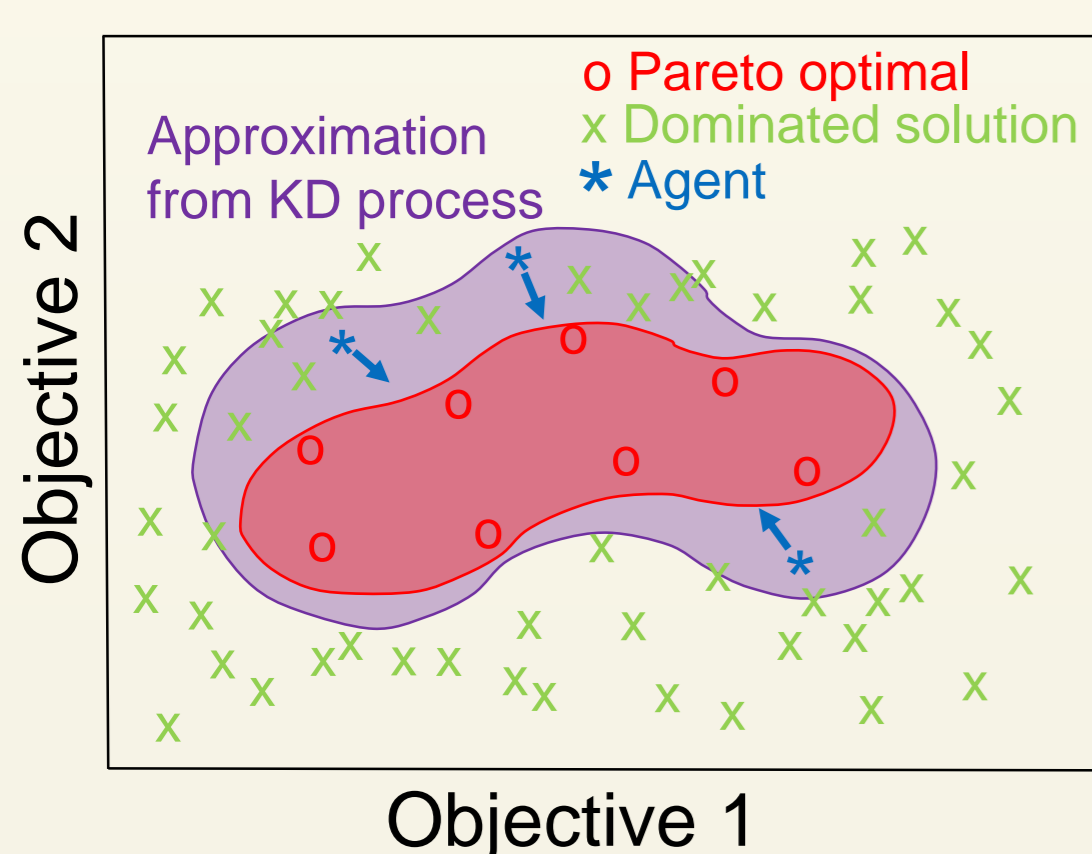 o Pareto optimal
x Dominated solution
* Agent
Approximation
from KD process
Objective 2
Objective 1